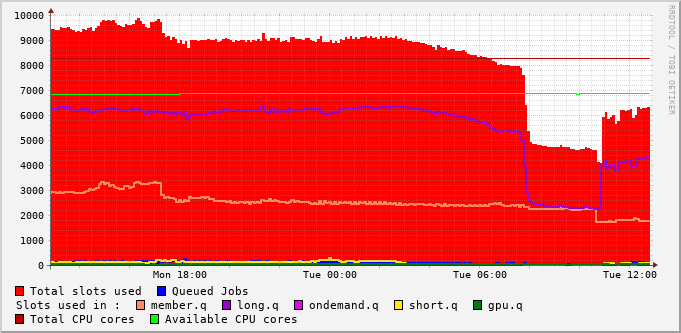 10000
9000
8000
7000
6000
5000
4000
3000
2000
1000
0
Mon 18:00 Tue 00:00 Tue 06:00 Tue 12:00
Total slots used Queued Jobs
Slots used in : member.q long.q ondemand.q short.q gpu.q
Total CPU cores Available CPU cores
RRDTOOL / TOBI OETIKER